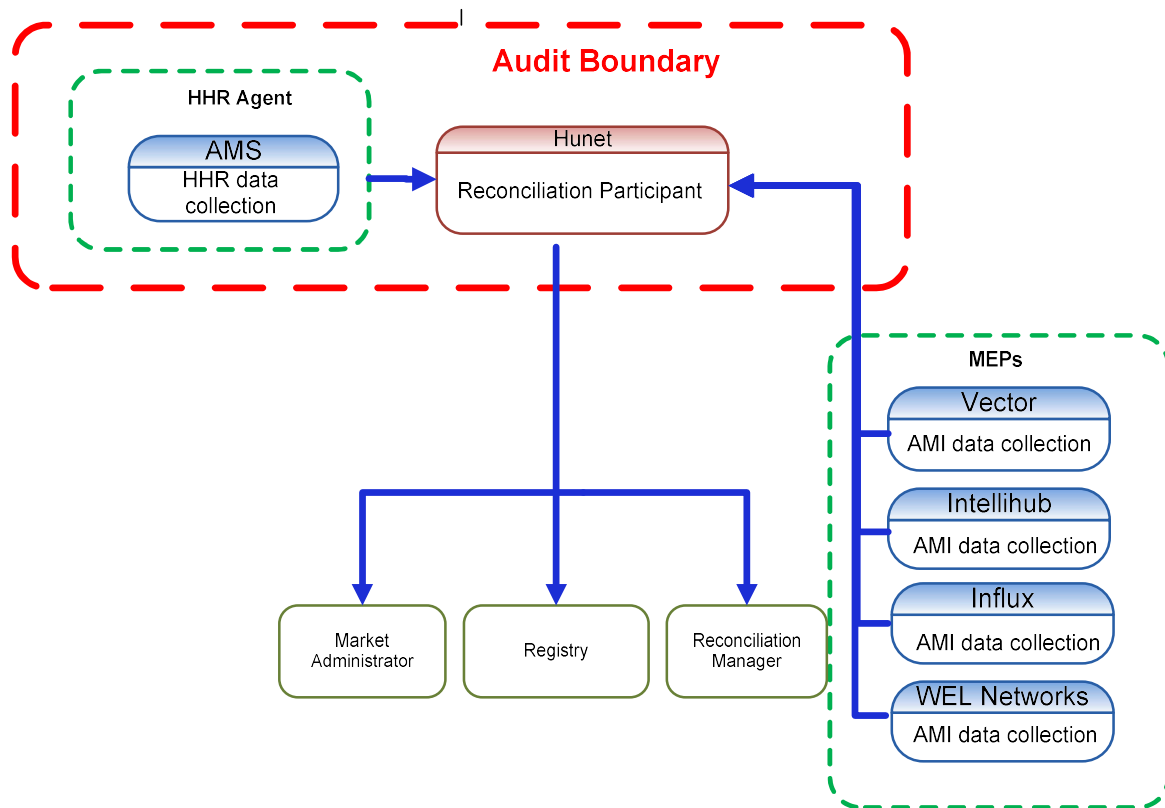 Audit Boundary
HHR Agent
AMS
HHR data
collection
Hunet
Reconciliation Participant
MEPs
Vector
AMI data collection
Intellihub
AMI data collection
Influx
AMI data collection
WEL Networks
AMI data collection
Market
Administrator
Registry
Reconciliation
Manager